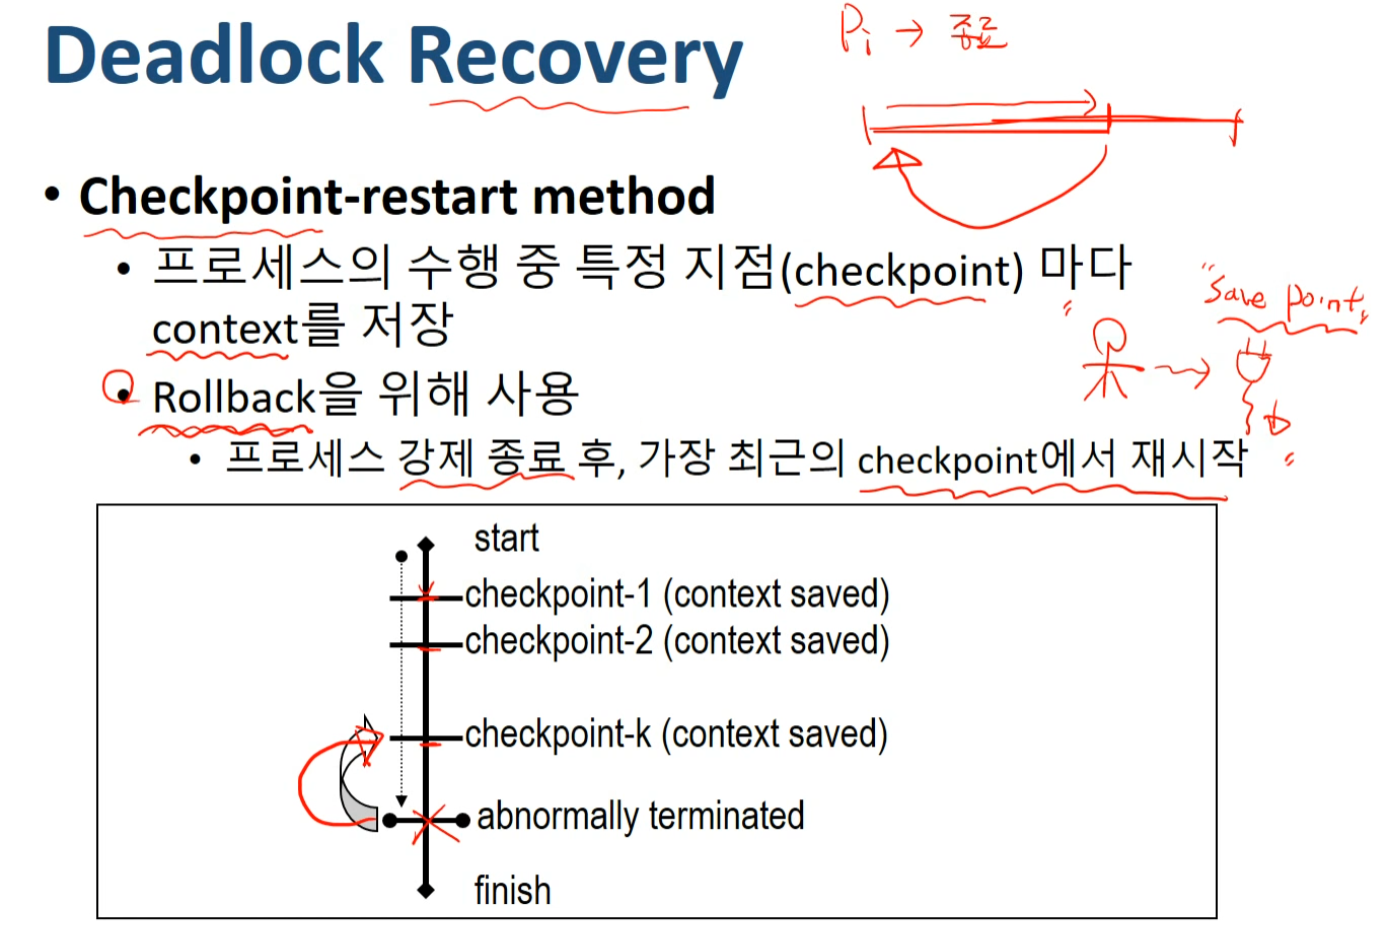 Deadlock Recovery
Pi → 종료
• Checkpoint-restart method
• 프로세스의 수행 중 특정 지점(checkpoint) 마다
context를 저장
"Save point,
• Rollback을 위해 사용
• 프로세스 강제 종료 후, 가장 최근의 checkpoint에서 재시작
start
checkpoint-1 (context saved)
checkpoint-2 (context saved)
checkpoint-k (context saved)
abnormally terminated
finish